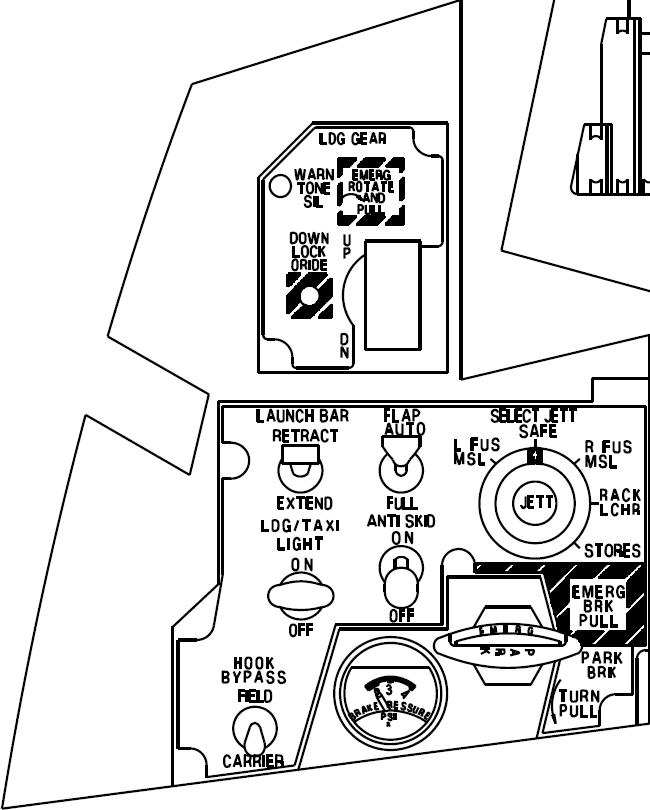 LDG GEAR
WARN
TONE
SIL
EMERG
ROTATE
AND
PULL
DOWN
LOCK
ORIDE
UP
DN
LAUNCH BAR
RETRACT
EXTEND
FLAP
AUTO
FULL
SELECT JETT
SAFE
L FUS
MSL
R FUS
MSL
RACK
LCHR
STORES
JETT
LDG/TAXI
LIGHT
ON
OFF
ANTI SKID
ON
OFF
EMERG
BRK
PULL
EMERG
PARK
PARK
BRK
TURN
PULL
HOOK
BYPASS
FIELD
CARRIER
3
BRAKE PRESSURE
PSI